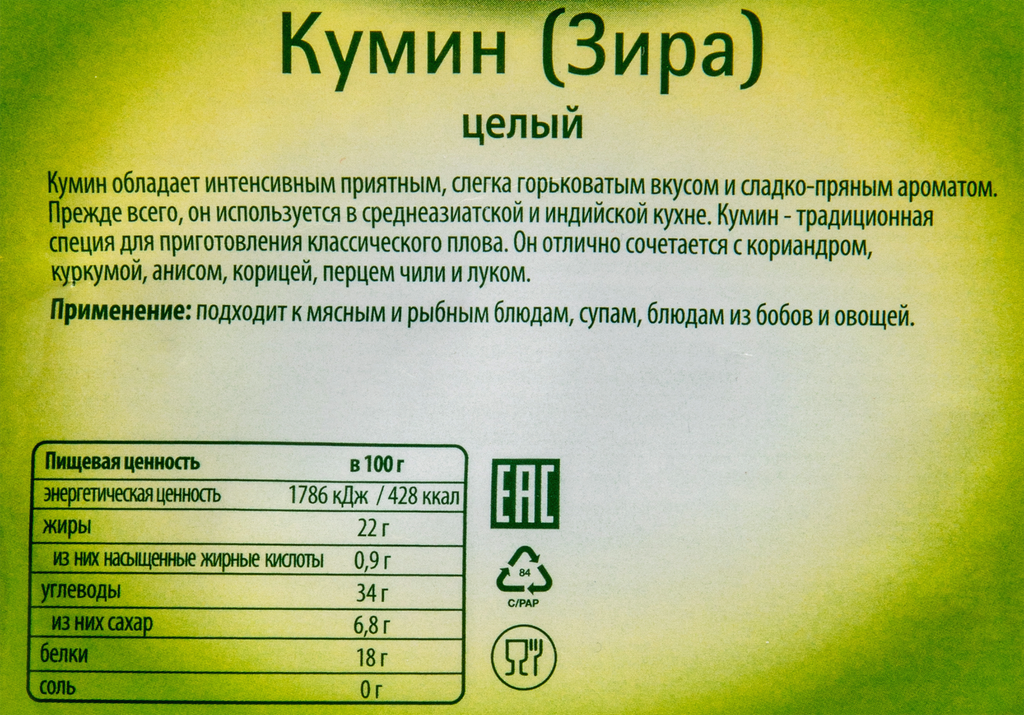 Кумин (Зира)
целый
Кумин обладает интенсивным приятным, слегка горьковатым вкусом и сладко-пряным ароматом.
Прежде всего, он используется в среднеазиатской и индийской кухне. Кумин - традиционная
специя для приготовления классического плова. Он отлично сочетается с кориандром,
куркумой, анисом, корицей, перцем чили и луком.
Применение: подходит к мясным и рыбным блюдам, супам, блюдам из бобов и овощей.
Пищевая ценность в 100 г
энергетическая ценность 1786 кДж / 428 ккал
жиры 22 г
из них насыщенные жирные кислоты 0,9 г
углеводы 34 г
из них сахар 6,8 г
белки 18 г
соль 0 г
EAC
84
C/PAP